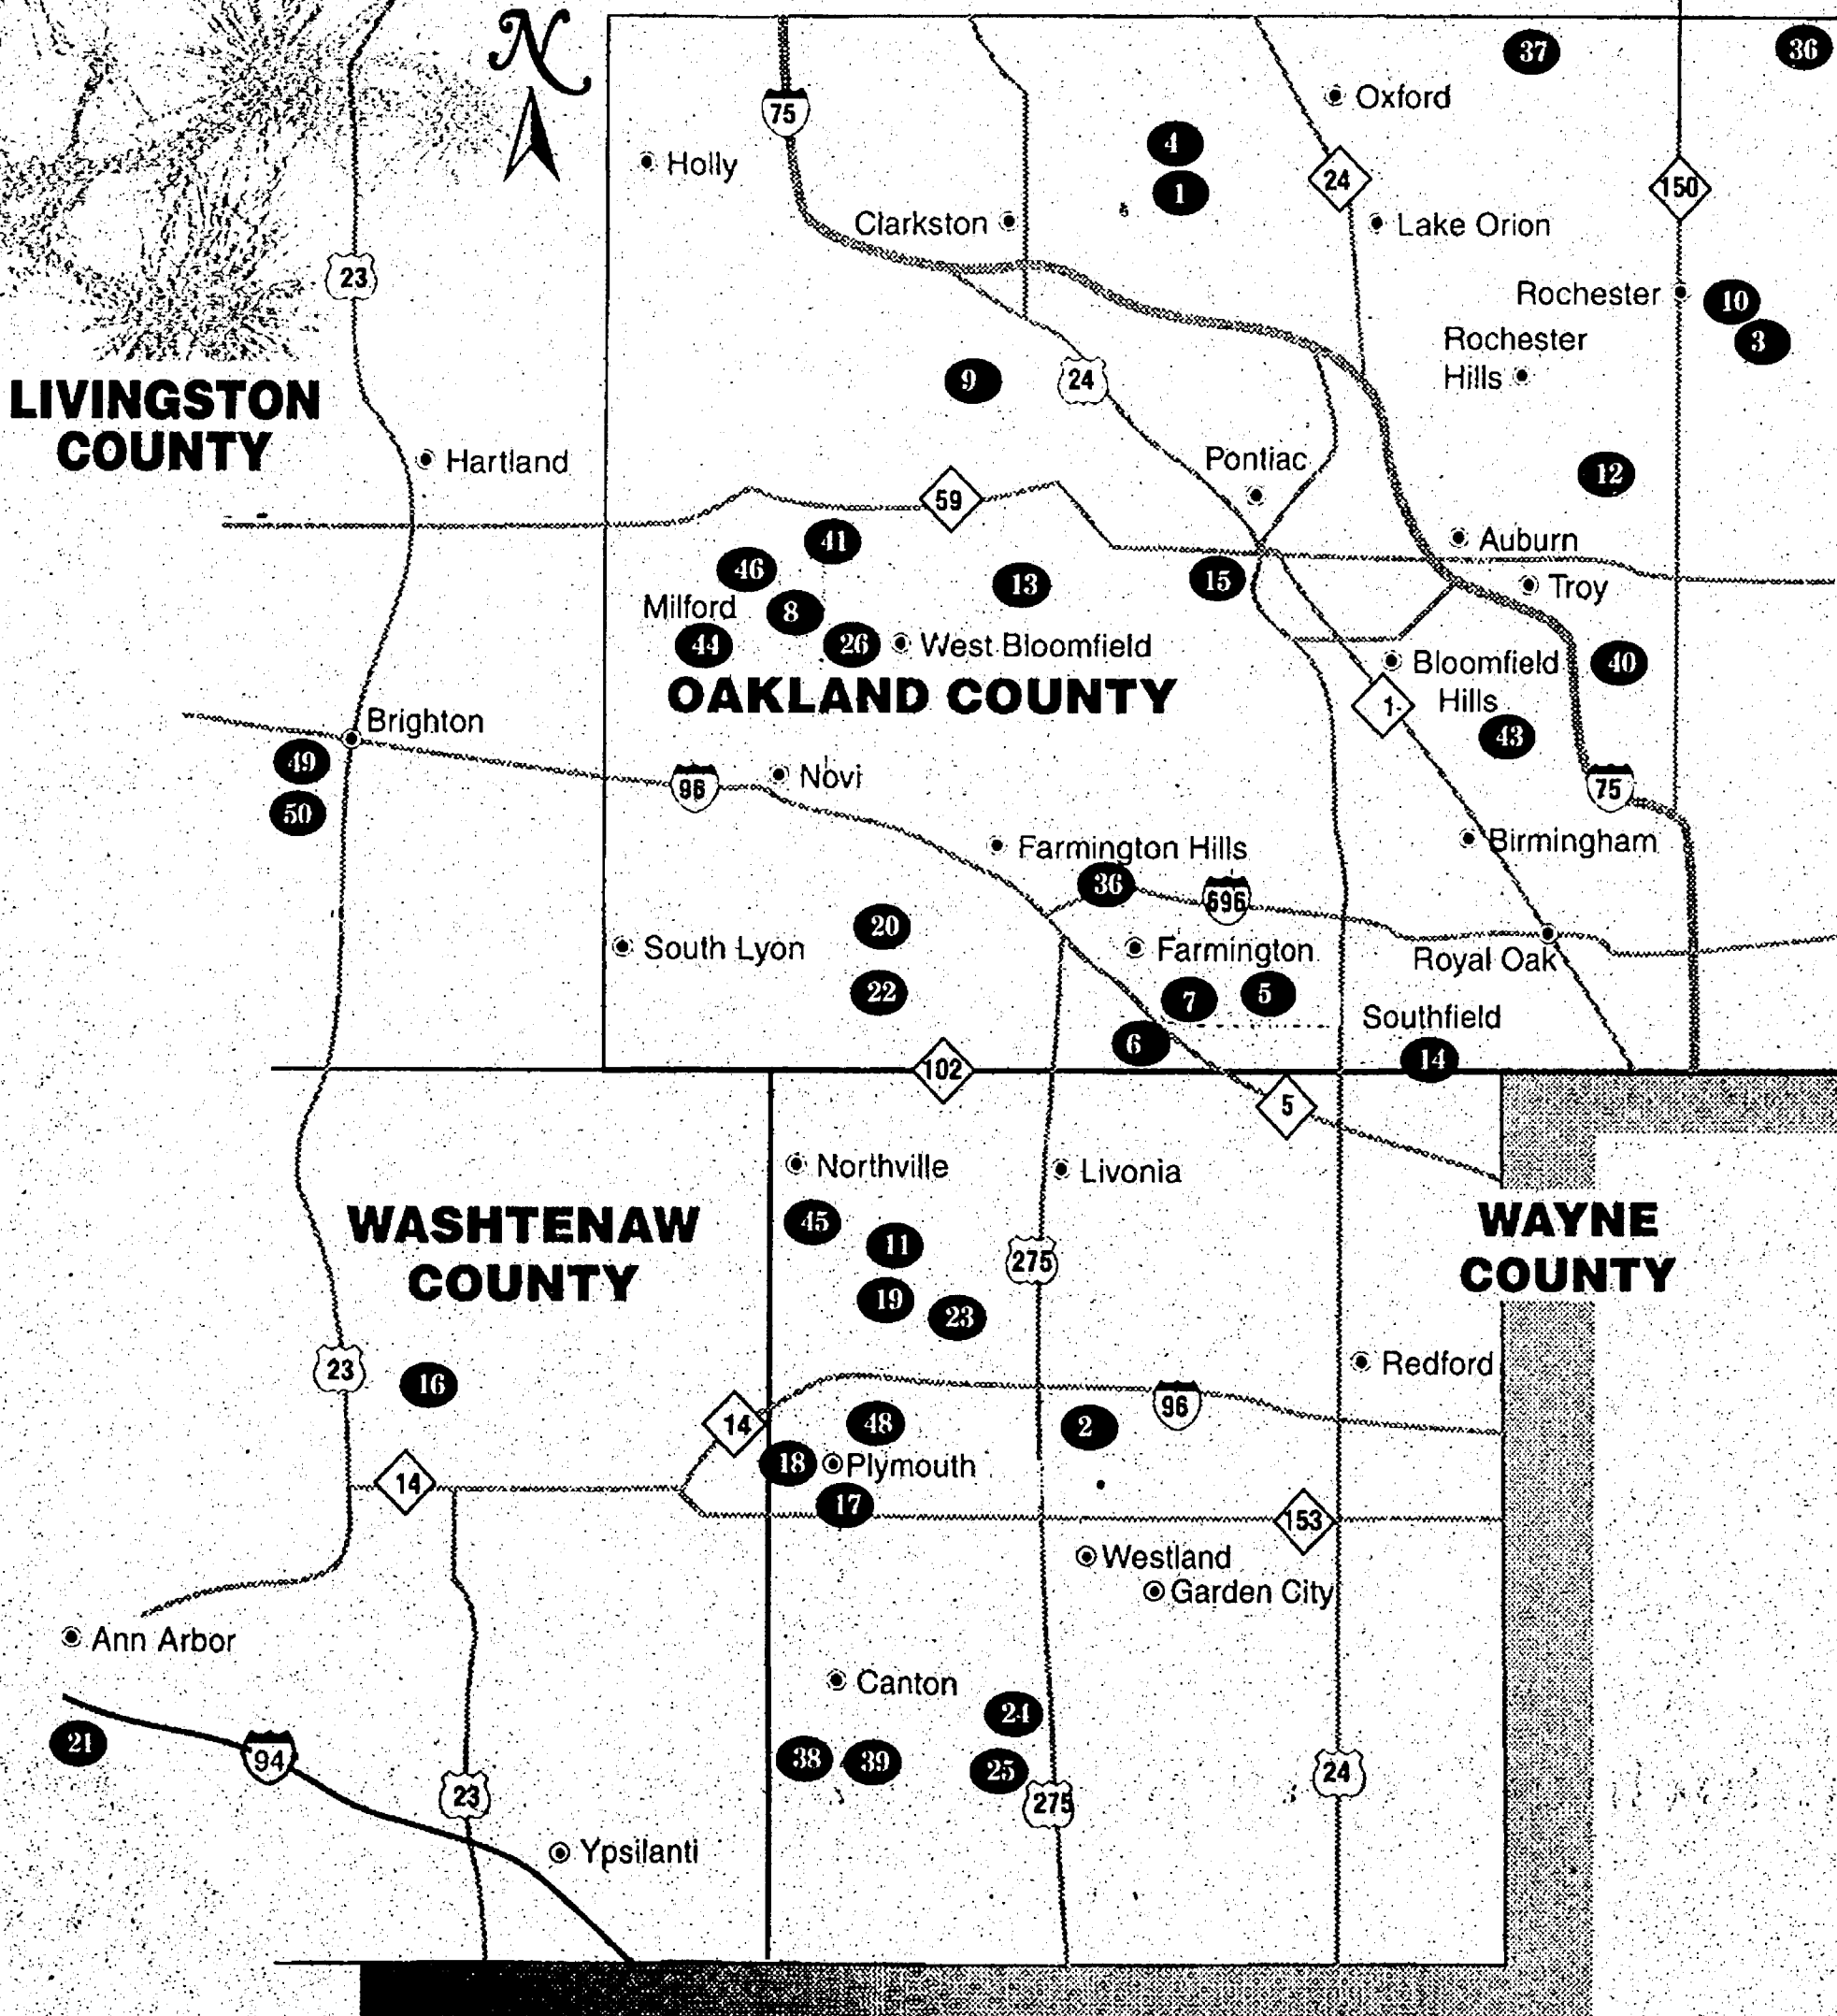 N
37
36
75
Oxford
4
Holly
24
150
1
Clarkston
Lake Orion
23
Rochester
10
Rochester
Hills
3
9
24
LIVINGSTON
COUNTY
Hartland
Pontiac
12
59
41
Auburn
46
13
15
Troy
Milford
8
44
26
West Bloomfield
Bloomfield
Hills
40
OAKLAND COUNTY
1
43
Brighton
49
Novi
96
75
50
Birmingham
Farmington Hills
36
696
20
South Lyon
Farmington
Royal Oak
22
7
5
Southfield
6
14
102
5
Northville
Livonia
WASHTENAW
COUNTY
45
11
275
WAYNE
COUNTY
19
23
23
16
Redford
96
14
48
2
18
Plymouth
14
17
153
Westland
Garden City
Ann Arbor
Canton
24
21
94
38
39
25
24
23
275
Ypsilanti